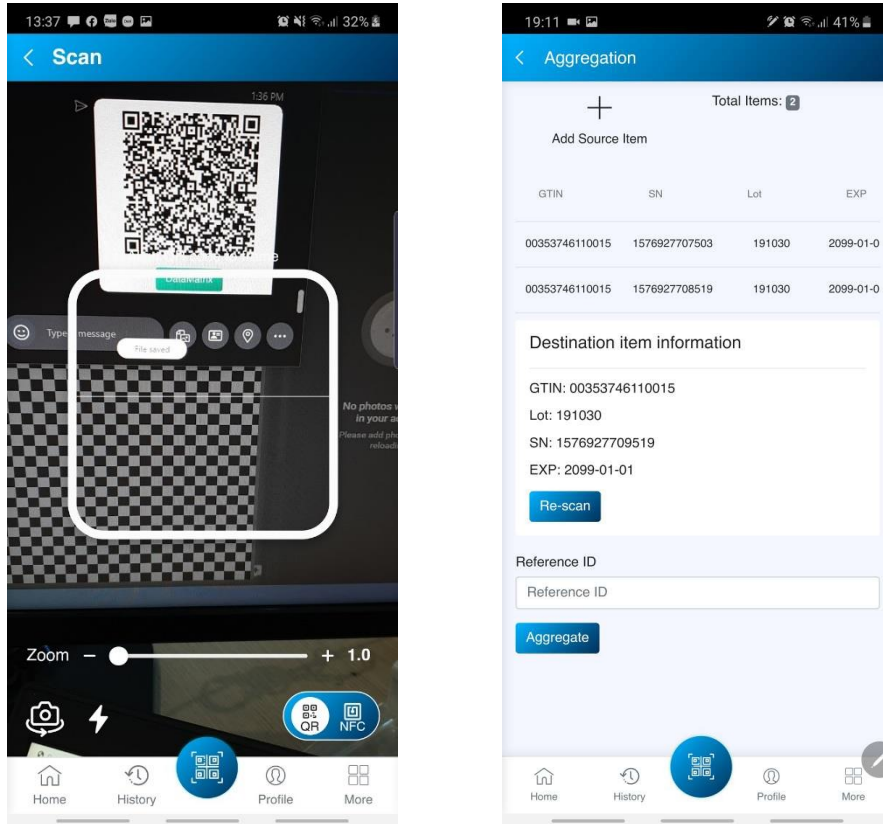 13:37
32%
Scan
1:36 PM
DataMatrix
Type
message
File saved
No photos
in your
Please add
Zoom
1.0
QR
NFC
Home
History
Profile
More
19:11
41%
Aggregation
Total Items: 2
Add Source Item
GTIN SN Lot EXP
00353746110015 1576927707503 191030 2099-01-0
00353746110015 1576927708519 191030 2099-01-0
Destination item information
GTIN: 00353746110015
Lot: 191030
SN: 1576927709519
EXP: 2099-01-01
Re-scan
Reference ID
Reference ID
Aggregate
Home
History
Profile
More